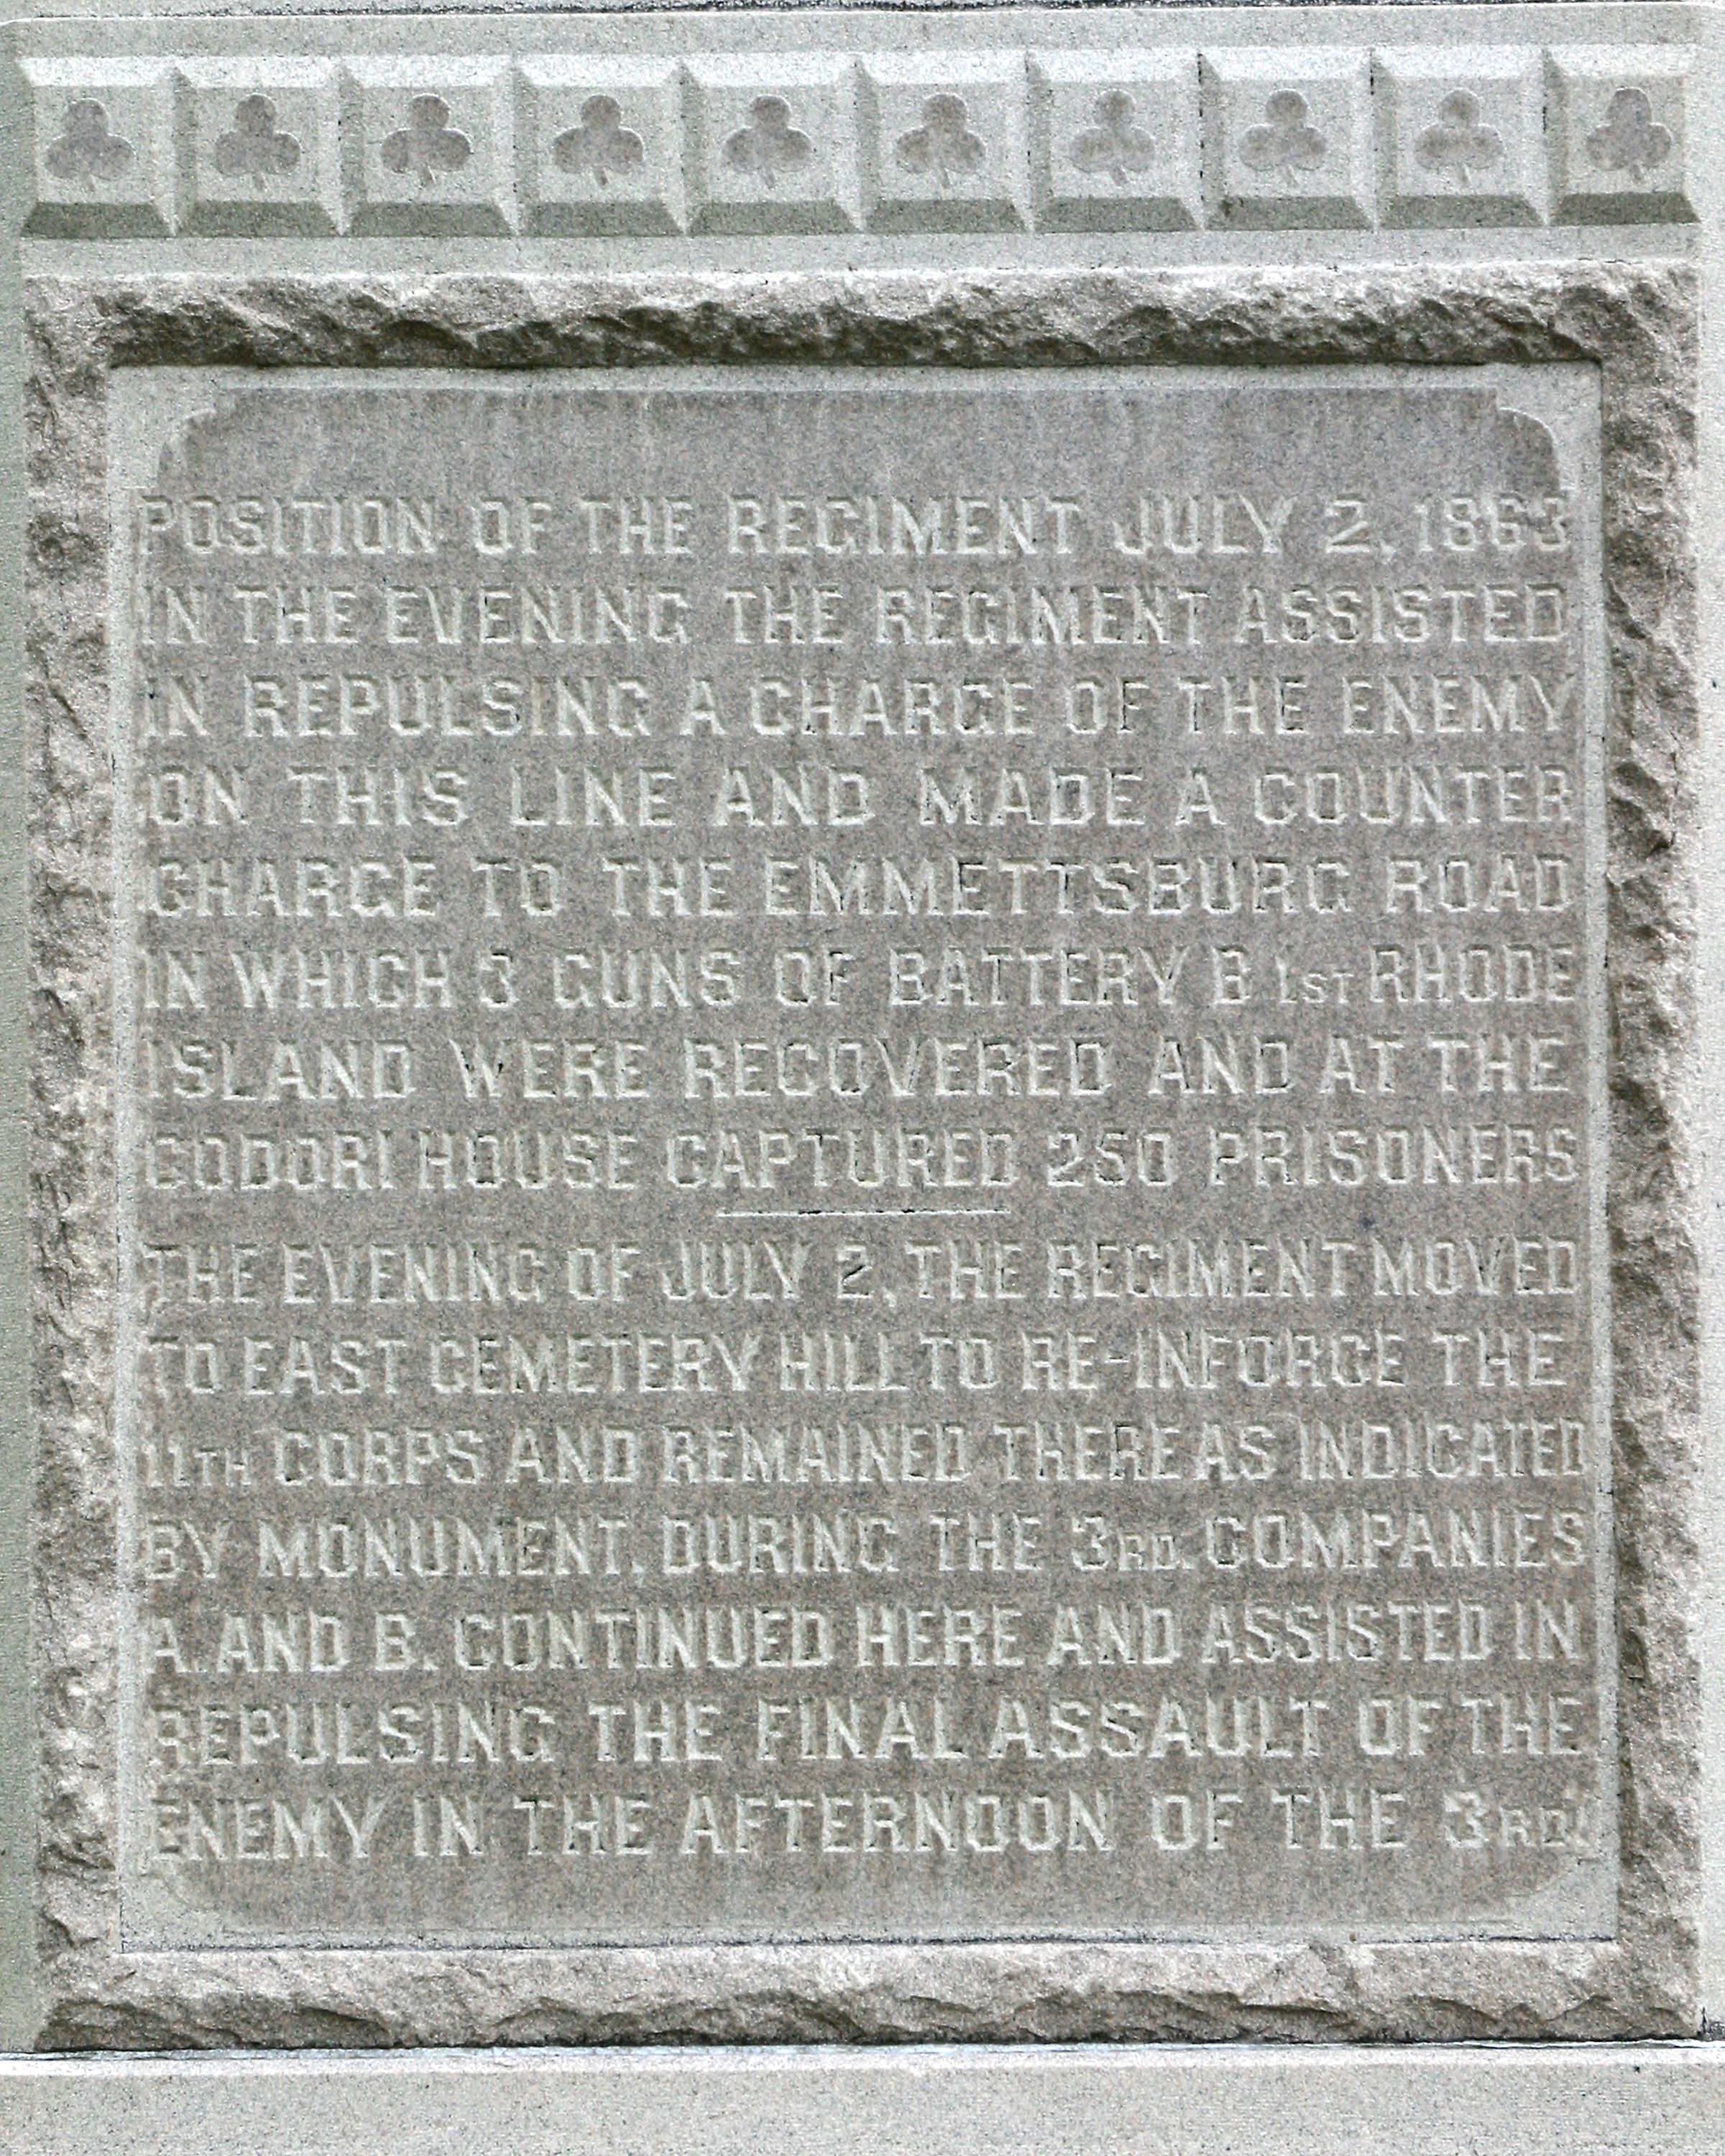 POSITION OF THE REGIMENT JULY 2, 1863
IN THE EVENING THE REGIMENT ASSISTED
IN REPULSING A CHARGE OF THE ENEMY
ON THIS LINE AND MADE A COUNTER
CHARGE TO THE EMMETTSBURG ROAD
IN WHICH 3 GUNS OF BATTERY B 1ST RHODE
ISLAND WERE RECOVERED AND AT THE
CODORI HOUSE CAPTURED 250 PRISONERS
THE EVENING OF JULY 2, THE REGIMENT MOVED
TO EAST CEMETERY HILL TO RE-INFORCE THE
11TH CORPS AND REMAINED THERE AS INDICATED
BY MONUMENT, DURING THE 3RD. COMPANIES
A. AND B. CONTINUED HERE AND ASSISTED IN
REPULSING THE FINAL ASSAULT OF THE
ENEMY IN THE AFTERNOON OF THE 3RD.